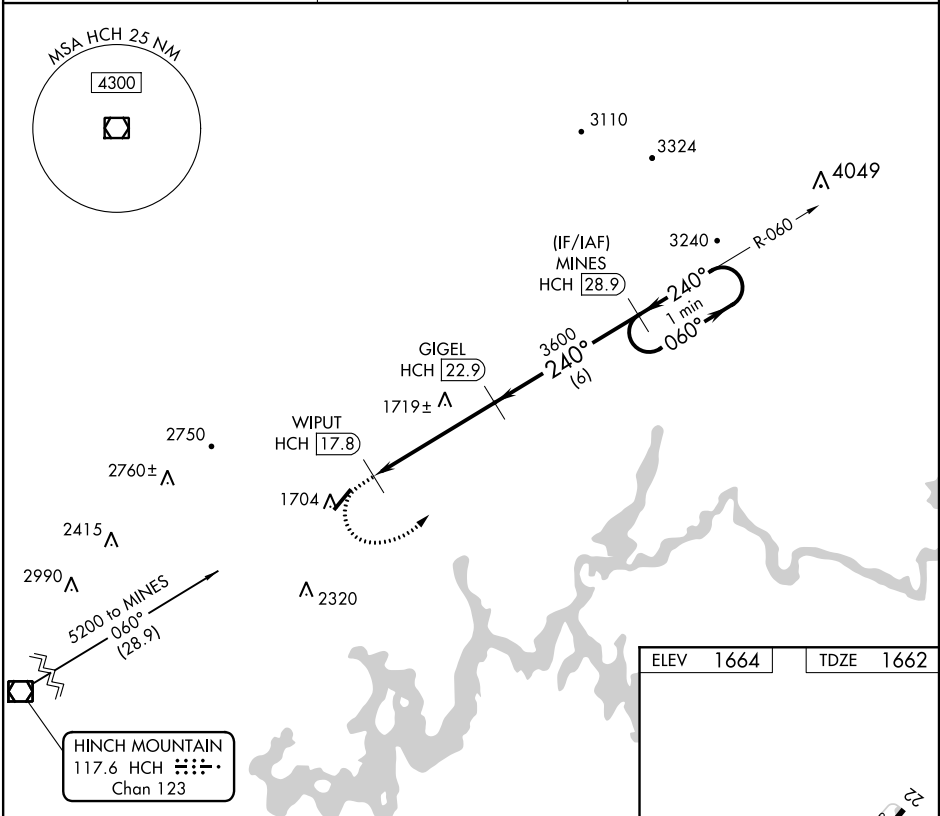 MSA HCH 25 NM
4300
3110
3324
4049
3240
R-060
(IF/IAF)
MINES
HCH 28.9
240°
1 min
060°
3600
240°
(6)
GIGEL
HCH 22.9
1719±
WIPUT
HCH 17.8
2750
2760±
1704
2415
2990
2320
5200 to MINES
060°
(28.9)
HINCH MOUNTAIN
117.6 HCH
Chan 123
ELEV 1664
TDZE 1662
22